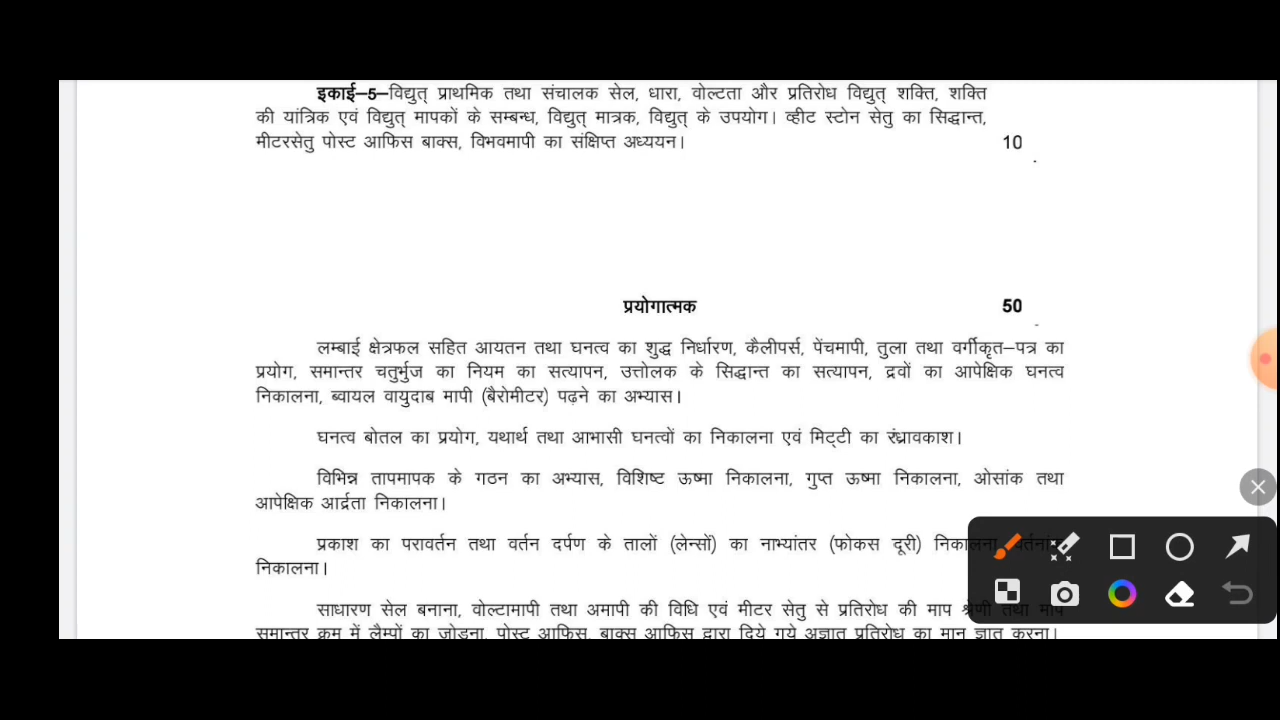 इकाई–5–विद्युत् प्राथमिक तथा संचालक सेल, धारा, वोल्टता और प्रतिरोध विद्युत् शक्ति, शक्ति
की यांत्रिक एवं विद्युत् मापकों के सम्बन्ध, विद्युत् मात्रक, विद्युत् के उपयोग। व्हीट स्टोन सेतु का सिद्धान्त,
मीटरसेतु पोस्ट आफिस बाक्स, विभवमापी का संक्षिप्त अध्ययन। 10
प्रयोगात्मक 50
लम्बाई क्षेत्रफल सहित आयतन तथा घनत्व का शुद्ध निर्धारण, कैलीपर्स, पेंचमापी, तुला तथा वर्गीकृत–पत्र का
प्रयोग, समान्तर चतुर्भुज का नियम का सत्यापन, उत्तोलक के सिद्धान्त का सत्यापन, द्रवों का आपेक्षिक घनत्व
निकालना, ब्वायल वायुदाब मापी (बैरोमीटर) पढ़ने का अभ्यास।
घनत्व बोतल का प्रयोग, यथार्थ तथा आभासी घनत्वों का निकालना एवं मिट्टी का रंध्रावकाश।
विभिन्न तापमापक के गठन का अभ्यास, विशिष्ट ऊष्मा निकालना, गुप्त ऊष्मा निकालना, ओसांक तथा
आपेक्षिक आर्द्रता निकालना।
प्रकाश का परावर्तन तथा वर्तन दर्पण के तालों (लेन्सों) का नाभ्यांतर (फोकस दूरी) निकालना,
निकालना।
साधारण सेल बनाना, वोल्टामापी तथा अमापी की विधि एवं मीटर सेतु से प्रतिरोध की माप श्रेणी तथा माप
समान्तर क्रम में लैम्पों का जोड़ना, पोस्ट आफिस, बाक्स आफिस द्वारा दिये गये अज्ञात प्रतिरोध का मान ज्ञात करना।